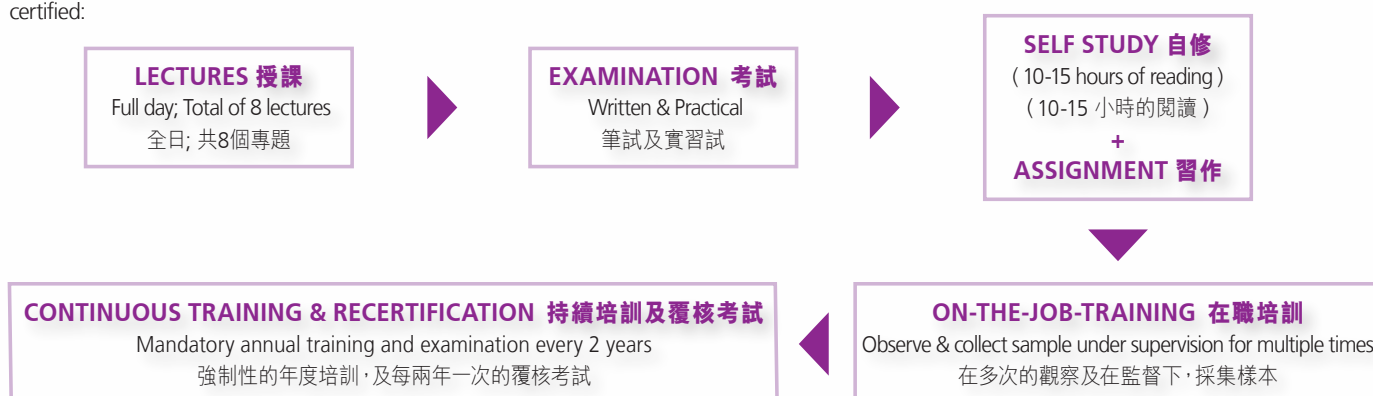 certified:
LECTURES 授課
Full day; Total of 8 lectures
全日; 共8個專題
EXAMINATION 考試
Written & Practical
筆試及實習試
SELF STUDY 自修
( 10-15 hours of reading )
( 10-15 小時的閱讀 )
+
ASSIGNMENT 習作
ON-THE-JOB-TRAINING 在職培訓
Observe & collect sample under supervision for multiple times
在多次的觀察及在監督下，採集樣本
CONTINUOUS TRAINING & RECERTIFICATION 持續培訓及覆核考試
Mandatory annual training and examination every 2 years
強制性的年度培訓，及每兩年一次的覆核考試